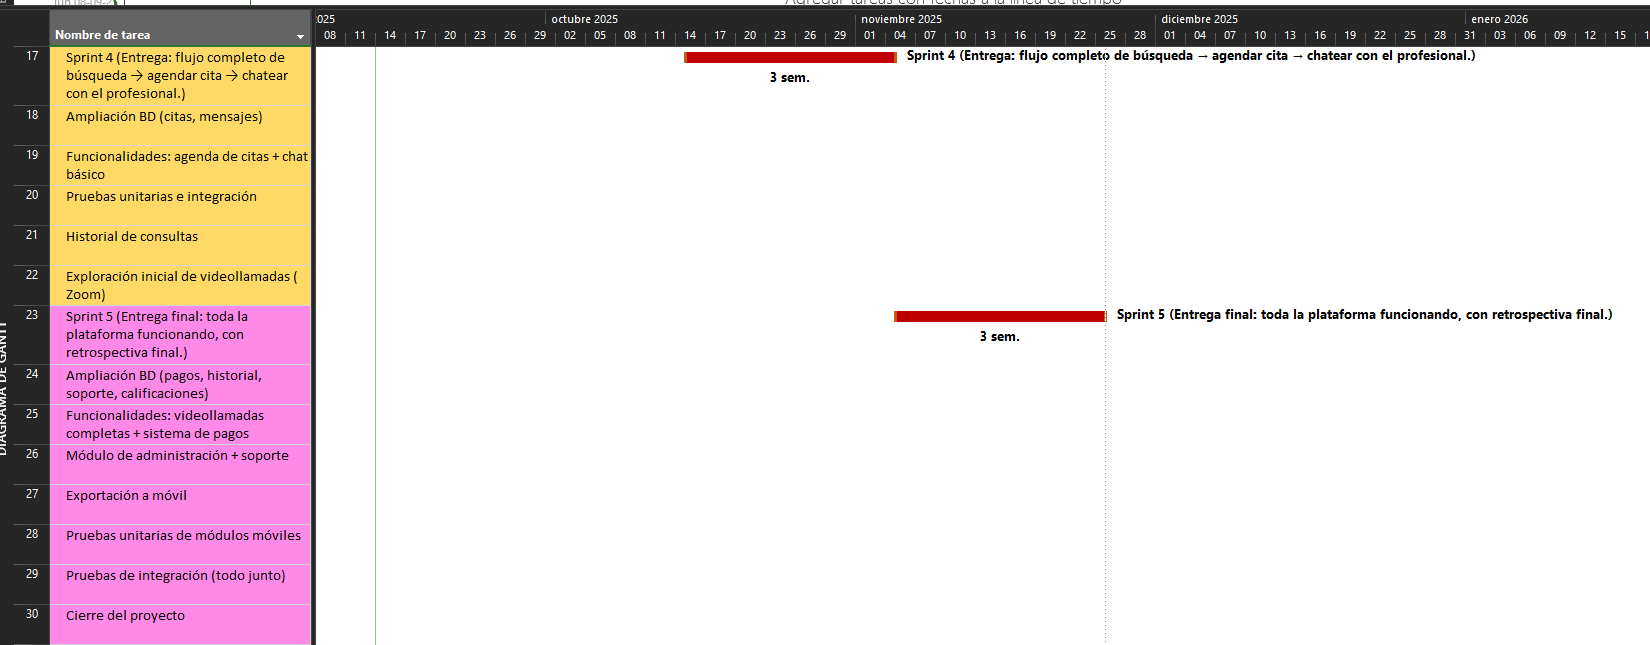 Agregar tareas con fechas a la línea de tiempo
025
octubre 2025
noviembre 2025
diciembre 2025
enero 2026
Nombre de tarea
08 11 14 17 20 23 26 29 02 05 08 11 14 17 20 23 26 29 01 04 07 10 13 16 19 22 25 28 01 04 07 10 13 16 19 22 25 28 31 03 06 09 12 15
17
Sprint 4 (Entrega: flujo completo de
búsqueda → agendar cita → chatear
con el profesional.)
Sprint 4 (Entrega: flujo completo de búsqueda → agendar cita → chatear con el profesional.)
3 sem.
18
Ampliación BD (citas, mensajes)
19
Funcionalidades: agenda de citas + chat
básico
20
Pruebas unitarias e integración
21
Historial de consultas
22
Exploración inicial de videollamadas (
Zoom)
23
Sprint 5 (Entrega final: toda la
plataforma funcionando, con
retrospectiva final.)
Sprint 5 (Entrega final: toda la plataforma funcionando, con retrospectiva final.)
3 sem.
24
Ampliación BD (pagos, historial,
soporte, calificaciones)
25
Funcionalidades: videollamadas
completas + sistema de pagos
26
Módulo de administración + soporte
27
Exportación a móvil
28
Pruebas unitarias de módulos móviles
29
Pruebas de integración (todo junto)
30
Cierre del proyecto
DIAGRAMA DE GANTT